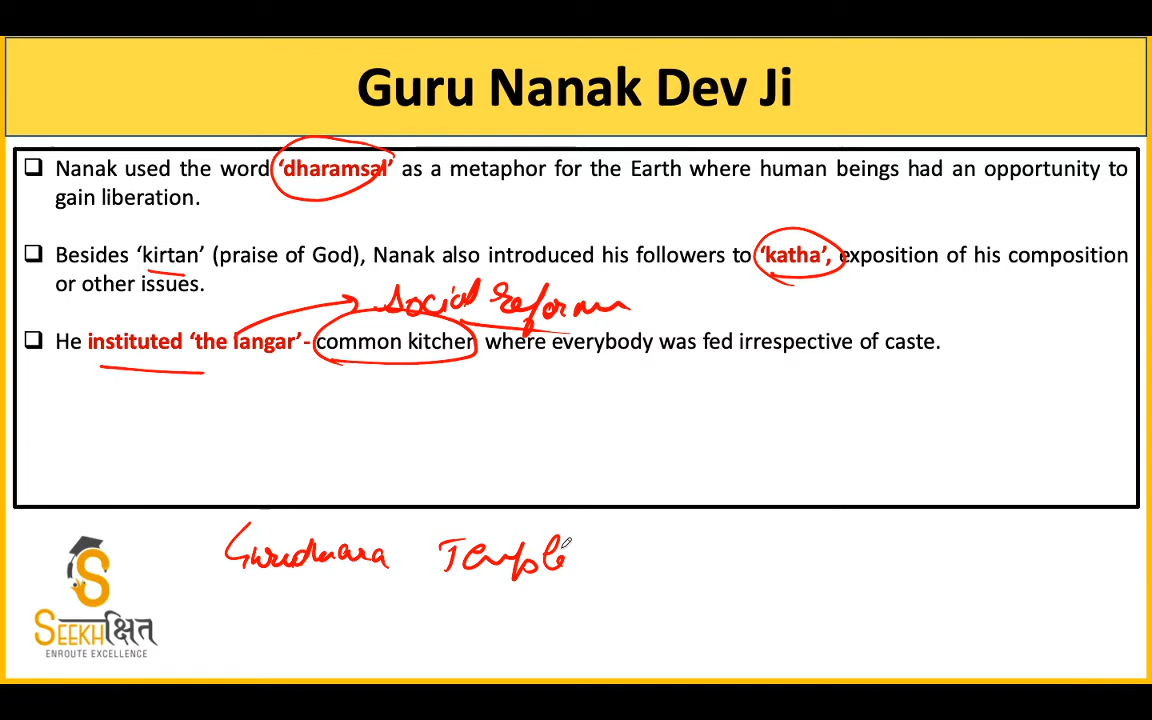 Guru Nanak Dev Ji
❑ Nanak used the word ‘dharamsal’ as a metaphor for the Earth where human beings had an opportunity to
gain liberation.
❑ Besides ‘kirtan’ (praise of God), Nanak also introduced his followers to ‘katha’, exposition of his composition
or other issues.
Social reform
❑ He instituted ‘the langar’- common kitchen where everybody was fed irrespective of caste.
Gurudwara Temple
S
SEEKHक्षित
ENROUTE EXCELLENCE